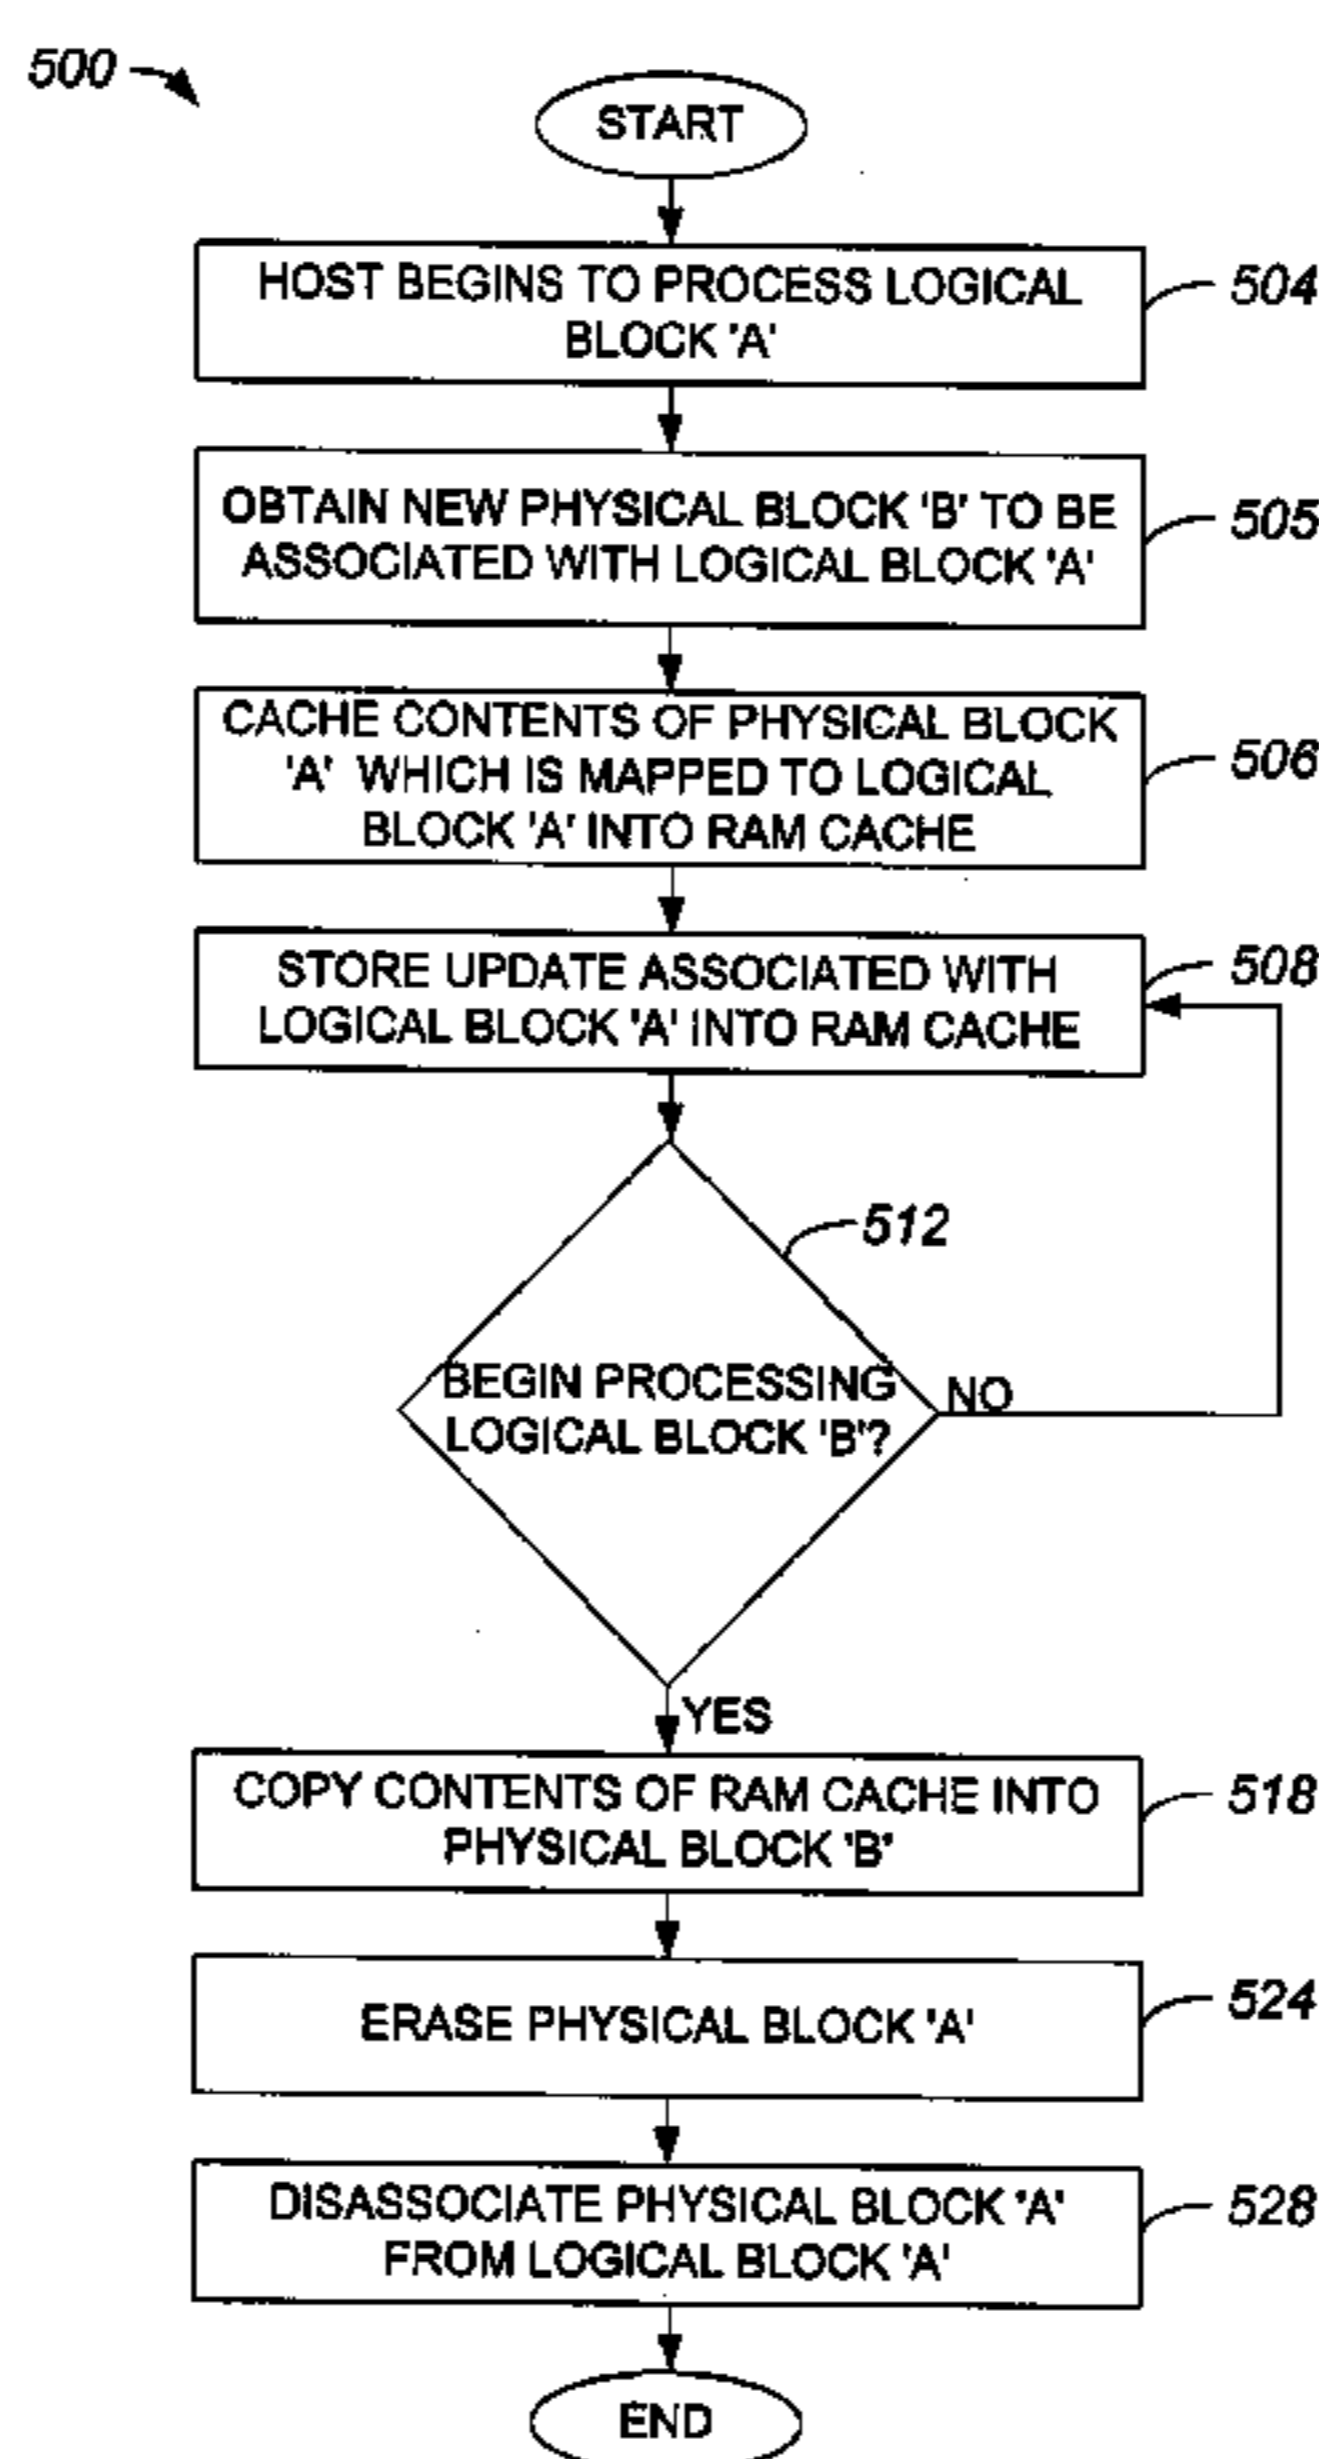 500
START
HOST BEGINS TO PROCESS LOGICAL
BLOCK 'A'
504
OBTAIN NEW PHYSICAL BLOCK 'B' TO BE
ASSOCIATED WITH LOGICAL BLOCK 'A'
505
CACHE CONTENTS OF PHYSICAL BLOCK
'A' WHICH IS MAPPED TO LOGICAL
BLOCK 'A' INTO RAM CACHE
506
STORE UPDATE ASSOCIATED WITH
LOGICAL BLOCK 'A' INTO RAM CACHE
508
512
BEGIN PROCESSING
LOGICAL BLOCK 'B'?
NO
YES
COPY CONTENTS OF RAM CACHE INTO
PHYSICAL BLOCK 'B'
518
ERASE PHYSICAL BLOCK 'A'
524
DISASSOCIATE PHYSICAL BLOCK 'A'
FROM LOGICAL BLOCK 'A'
528
END